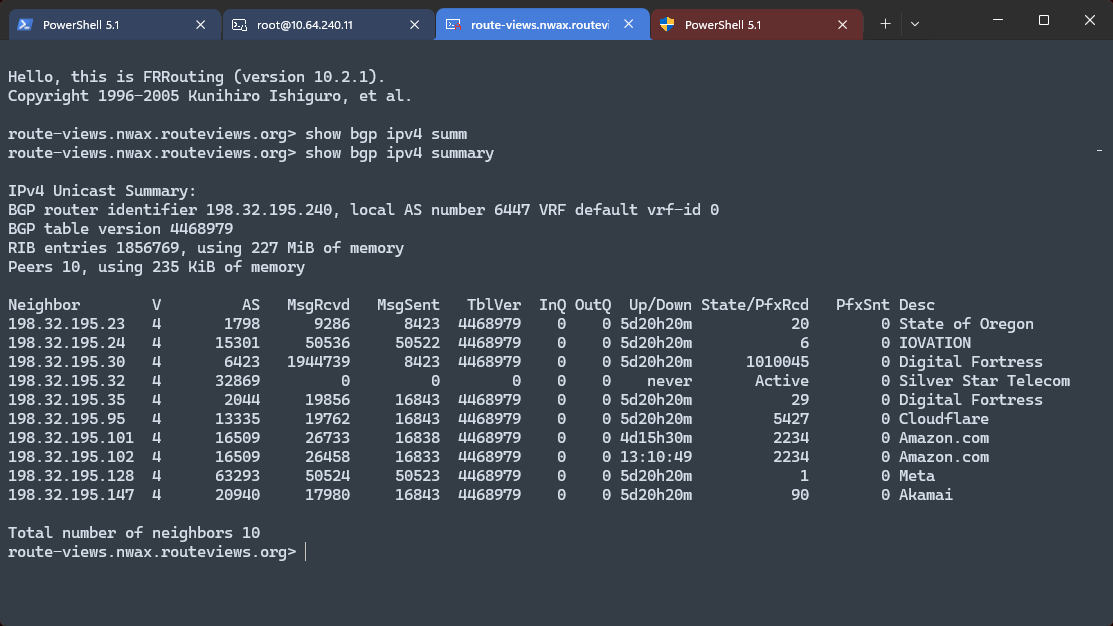 PowerShell 5.1 root@10.64.240.11 route-views.nwax.routevi PowerShell 5.1
Hello, this is FRRouting (version 10.2.1).
Copyright 1996-2005 Kunihiro Ishiguro, et al.
route-views.nwax.routeviews.org> show bgp ipv4 summ
route-views.nwax.routeviews.org> show bgp ipv4 summary
IPv4 Unicast Summary:
BGP router identifier 198.32.195.240, local AS number 6447 VRF default vrf-id 0
BGP table version 4468979
RIB entries 1856769, using 227 MiB of memory
Peers 10, using 235 KiB of memory
Neighbor V AS MsgRcvd MsgSent TblVer InQ OutQ Up/Down State/PfxRcd PfxSnt Desc
198.32.195.23 4 1798 9286 8423 4468979 0 0 5d20h20m 20 0 State of Oregon
198.32.195.24 4 15301 50536 50522 4468979 0 0 5d20h20m 6 0 IOVATION
198.32.195.30 4 6423 1944739 8423 4468979 0 0 5d20h20m 1010045 0 Digital Fortress
198.32.195.32 4 32869 0 0 0 0 0 never Active 0 Silver Star Telecom
198.32.195.35 4 2044 19856 16843 4468979 0 0 5d20h20m 29 0 Digital Fortress
198.32.195.95 4 13335 19762 16843 4468979 0 0 5d20h20m 5427 0 Cloudflare
198.32.195.101 4 16509 26733 16838 4468979 0 0 4d15h30m 2234 0 Amazon.com
198.32.195.102 4 16509 26458 16833 4468979 0 0 13:10:49 2234 0 Amazon.com
198.32.195.128 4 63293 50524 50523 4468979 0 0 5d20h20m 1 0 Meta
198.32.195.147 4 20940 17980 16843 4468979 0 0 5d20h20m 90 0 Akamai
Total number of neighbors 10
route-views.nwax.routeviews.org>